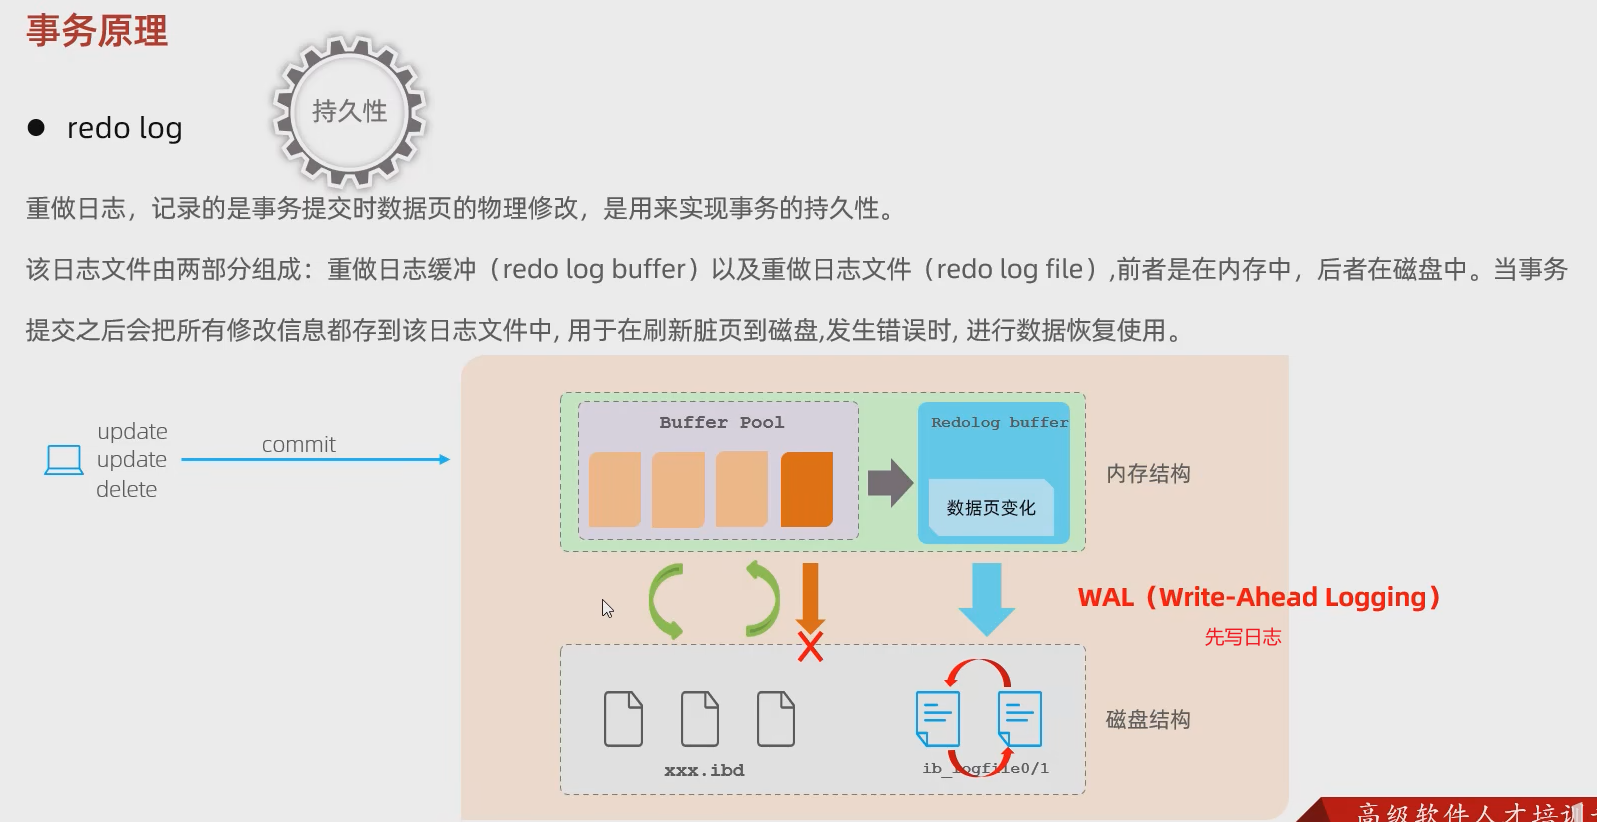 事务原理
持久性
redo log
重做日志，记录的是事务提交时数据页的物理修改，是用来实现事务的持久性。
该日志文件由两部分组成：重做日志缓冲（redo log buffer）以及重做日志文件（redo log file）,前者是在内存中，后者在磁盘中。当事务
提交之后会把所有修改信息都存到该日志文件中, 用于在刷新脏页到磁盘,发生错误时, 进行数据恢复使用。
update
update
delete
commit
Buffer Pool
Redolog buffer
数据页变化
内存结构
WAL（Write-Ahead Logging）
先写日志
磁盘结构
xxx.ibd
ib_logfile0/1
高级软件人才培训